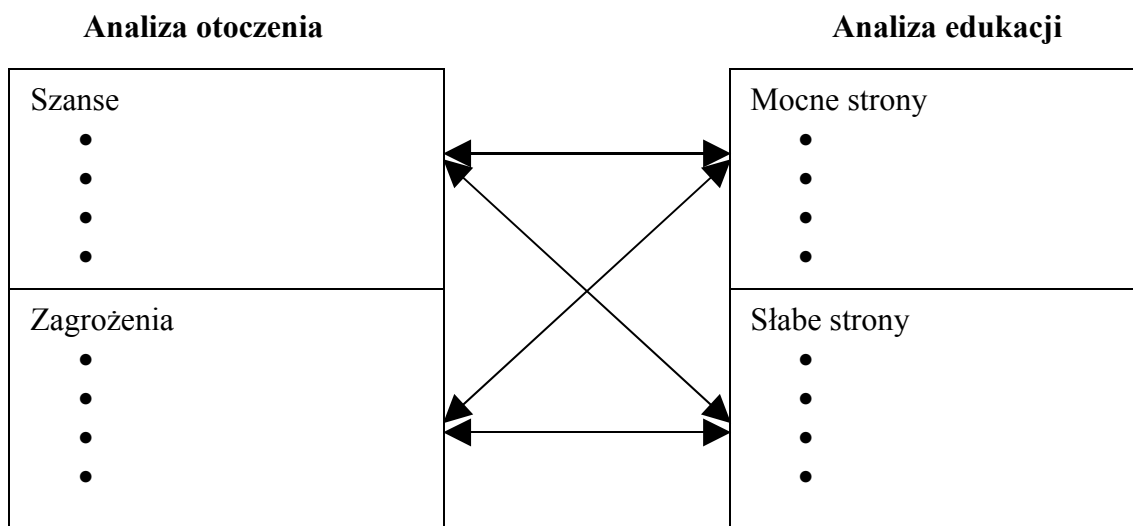 Analiza otoczenia
Analiza edukacji
Szanse
•
•
•
•
Mocne strony
•
•
•
•
Zagrożenia
•
•
•
•
Słabe strony
•
•
•
•